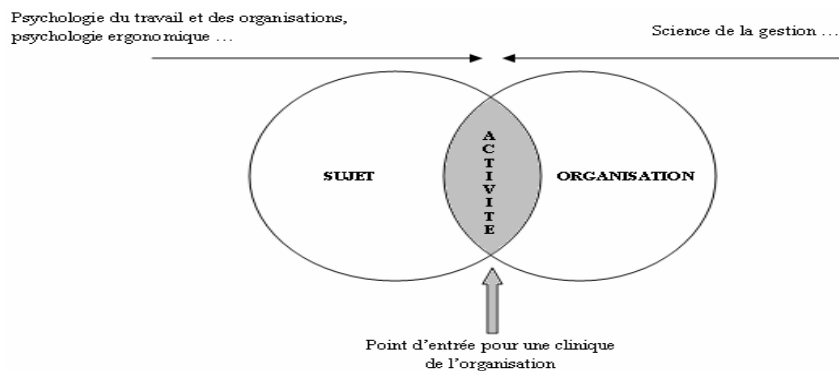 Psychologie du travail et des organisations,
psychologie ergonomique …
Science de la gestion …
SUJET
ACTIVITE
ORGANISATION
Point d'entrée pour une clinique
de l'organisation